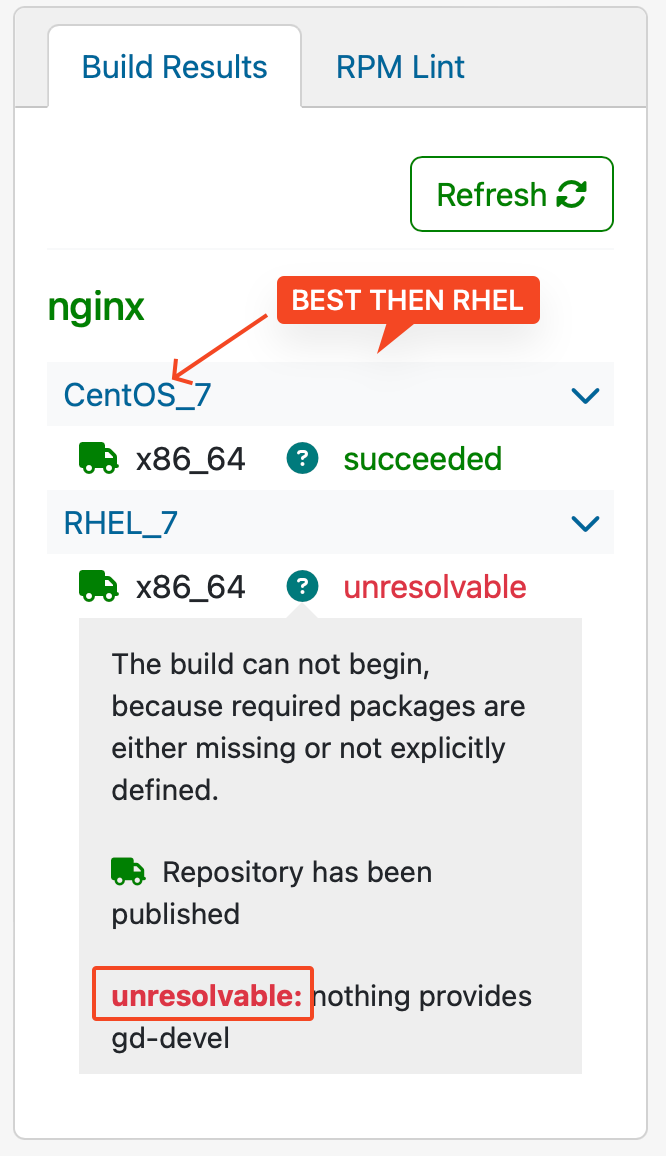 Build Results
RPM Lint
Refresh
nginx
BEST THEN RHEL
CentOS_7
x86_64 ? succeeded
RHEL_7
x86_64 ? unresolvable
The build can not begin,
because required packages are
either missing or not explicitly
defined.
Repository has been
published
unresolvable: nothing provides
gd-devel